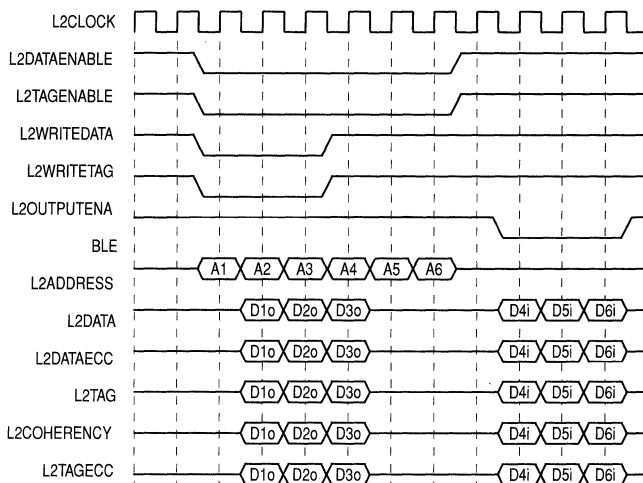 L2CLOCK
L2DATAENABLE
L2TAGENABLE
L2WRITEDATA
L2WRITETAG
L2OUTPUTENA
BLE
L2ADDRESS A1 A2 A3 A4 A5 A6
L2DATA D1o D2o D3o D4i D5i D6i
L2DATAECC D1o D2o D3o D4i D5i D6i
L2TAG D1o D2o D3o D4i D5i D6i
L2COHERENCY D1o D2o D3o D4i D5i D6i
L2TAGECC D1o D2o D3o D4i D5i D6i